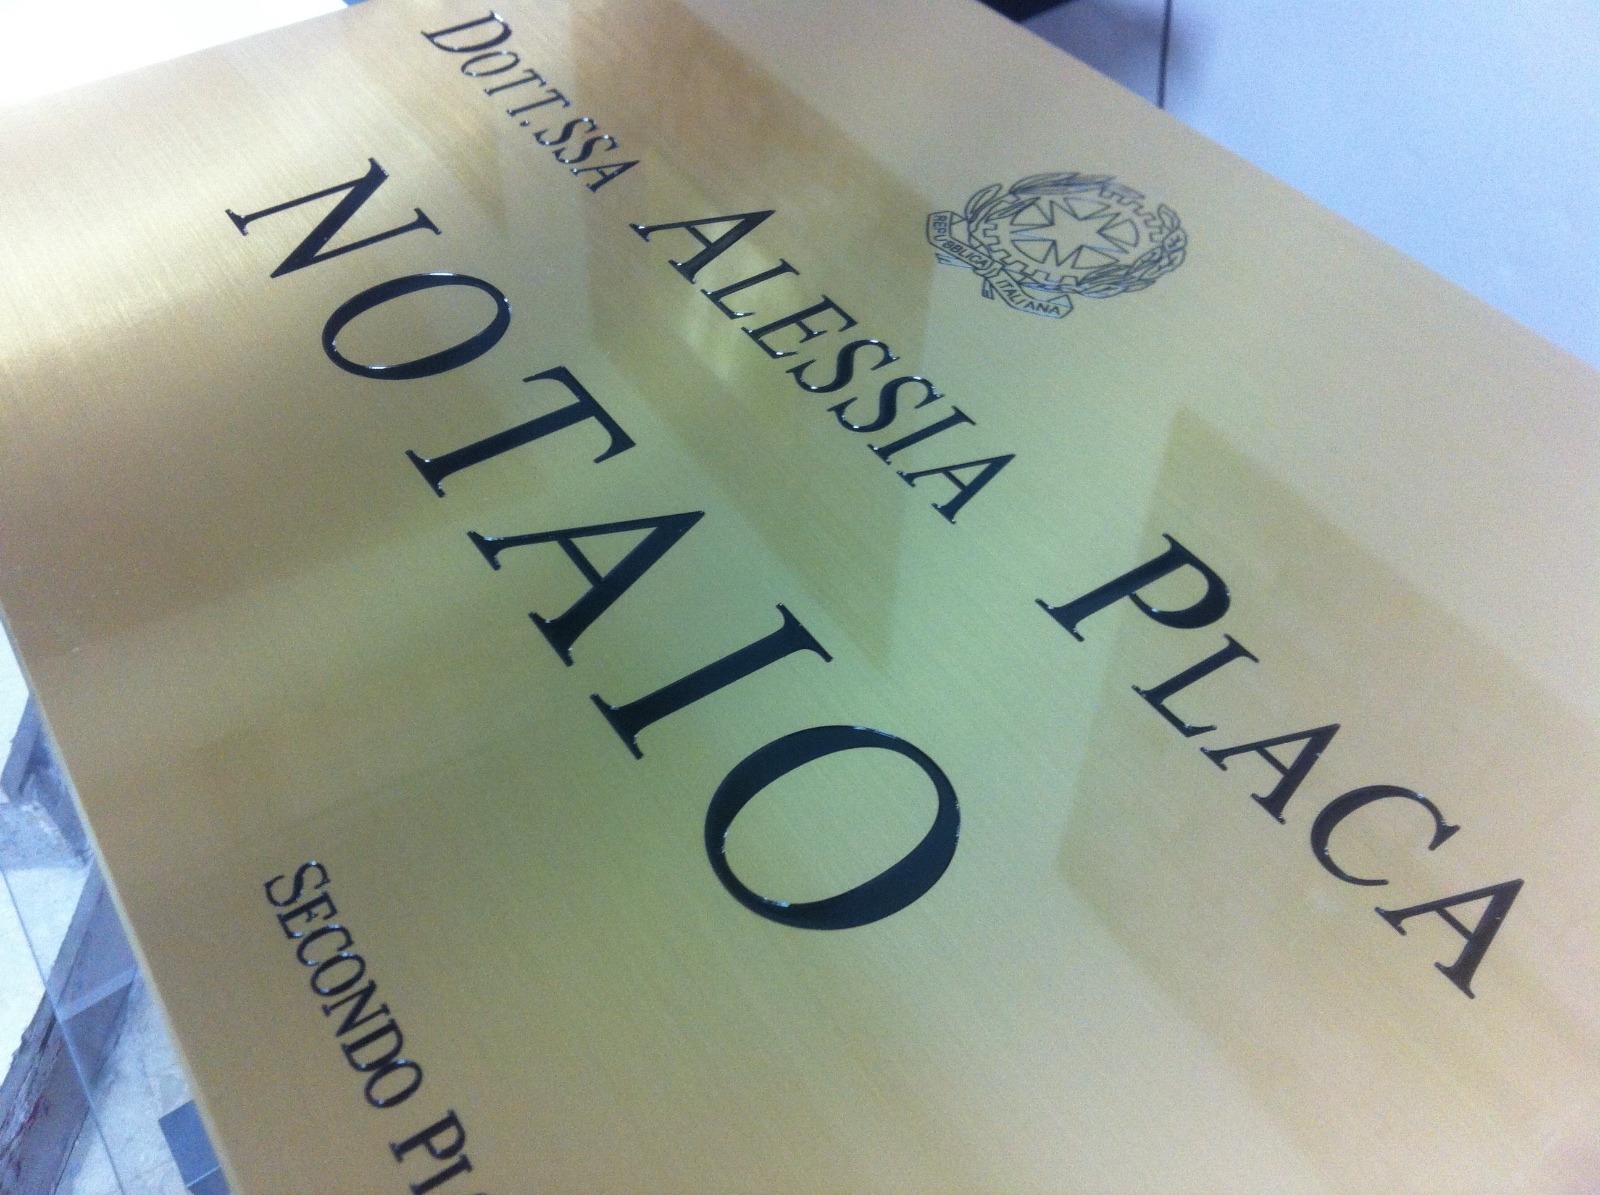 REPUBBLICA ITALIANA
DOTT.SSA ALESSIA PLACA
NOTAIO
SECONDO